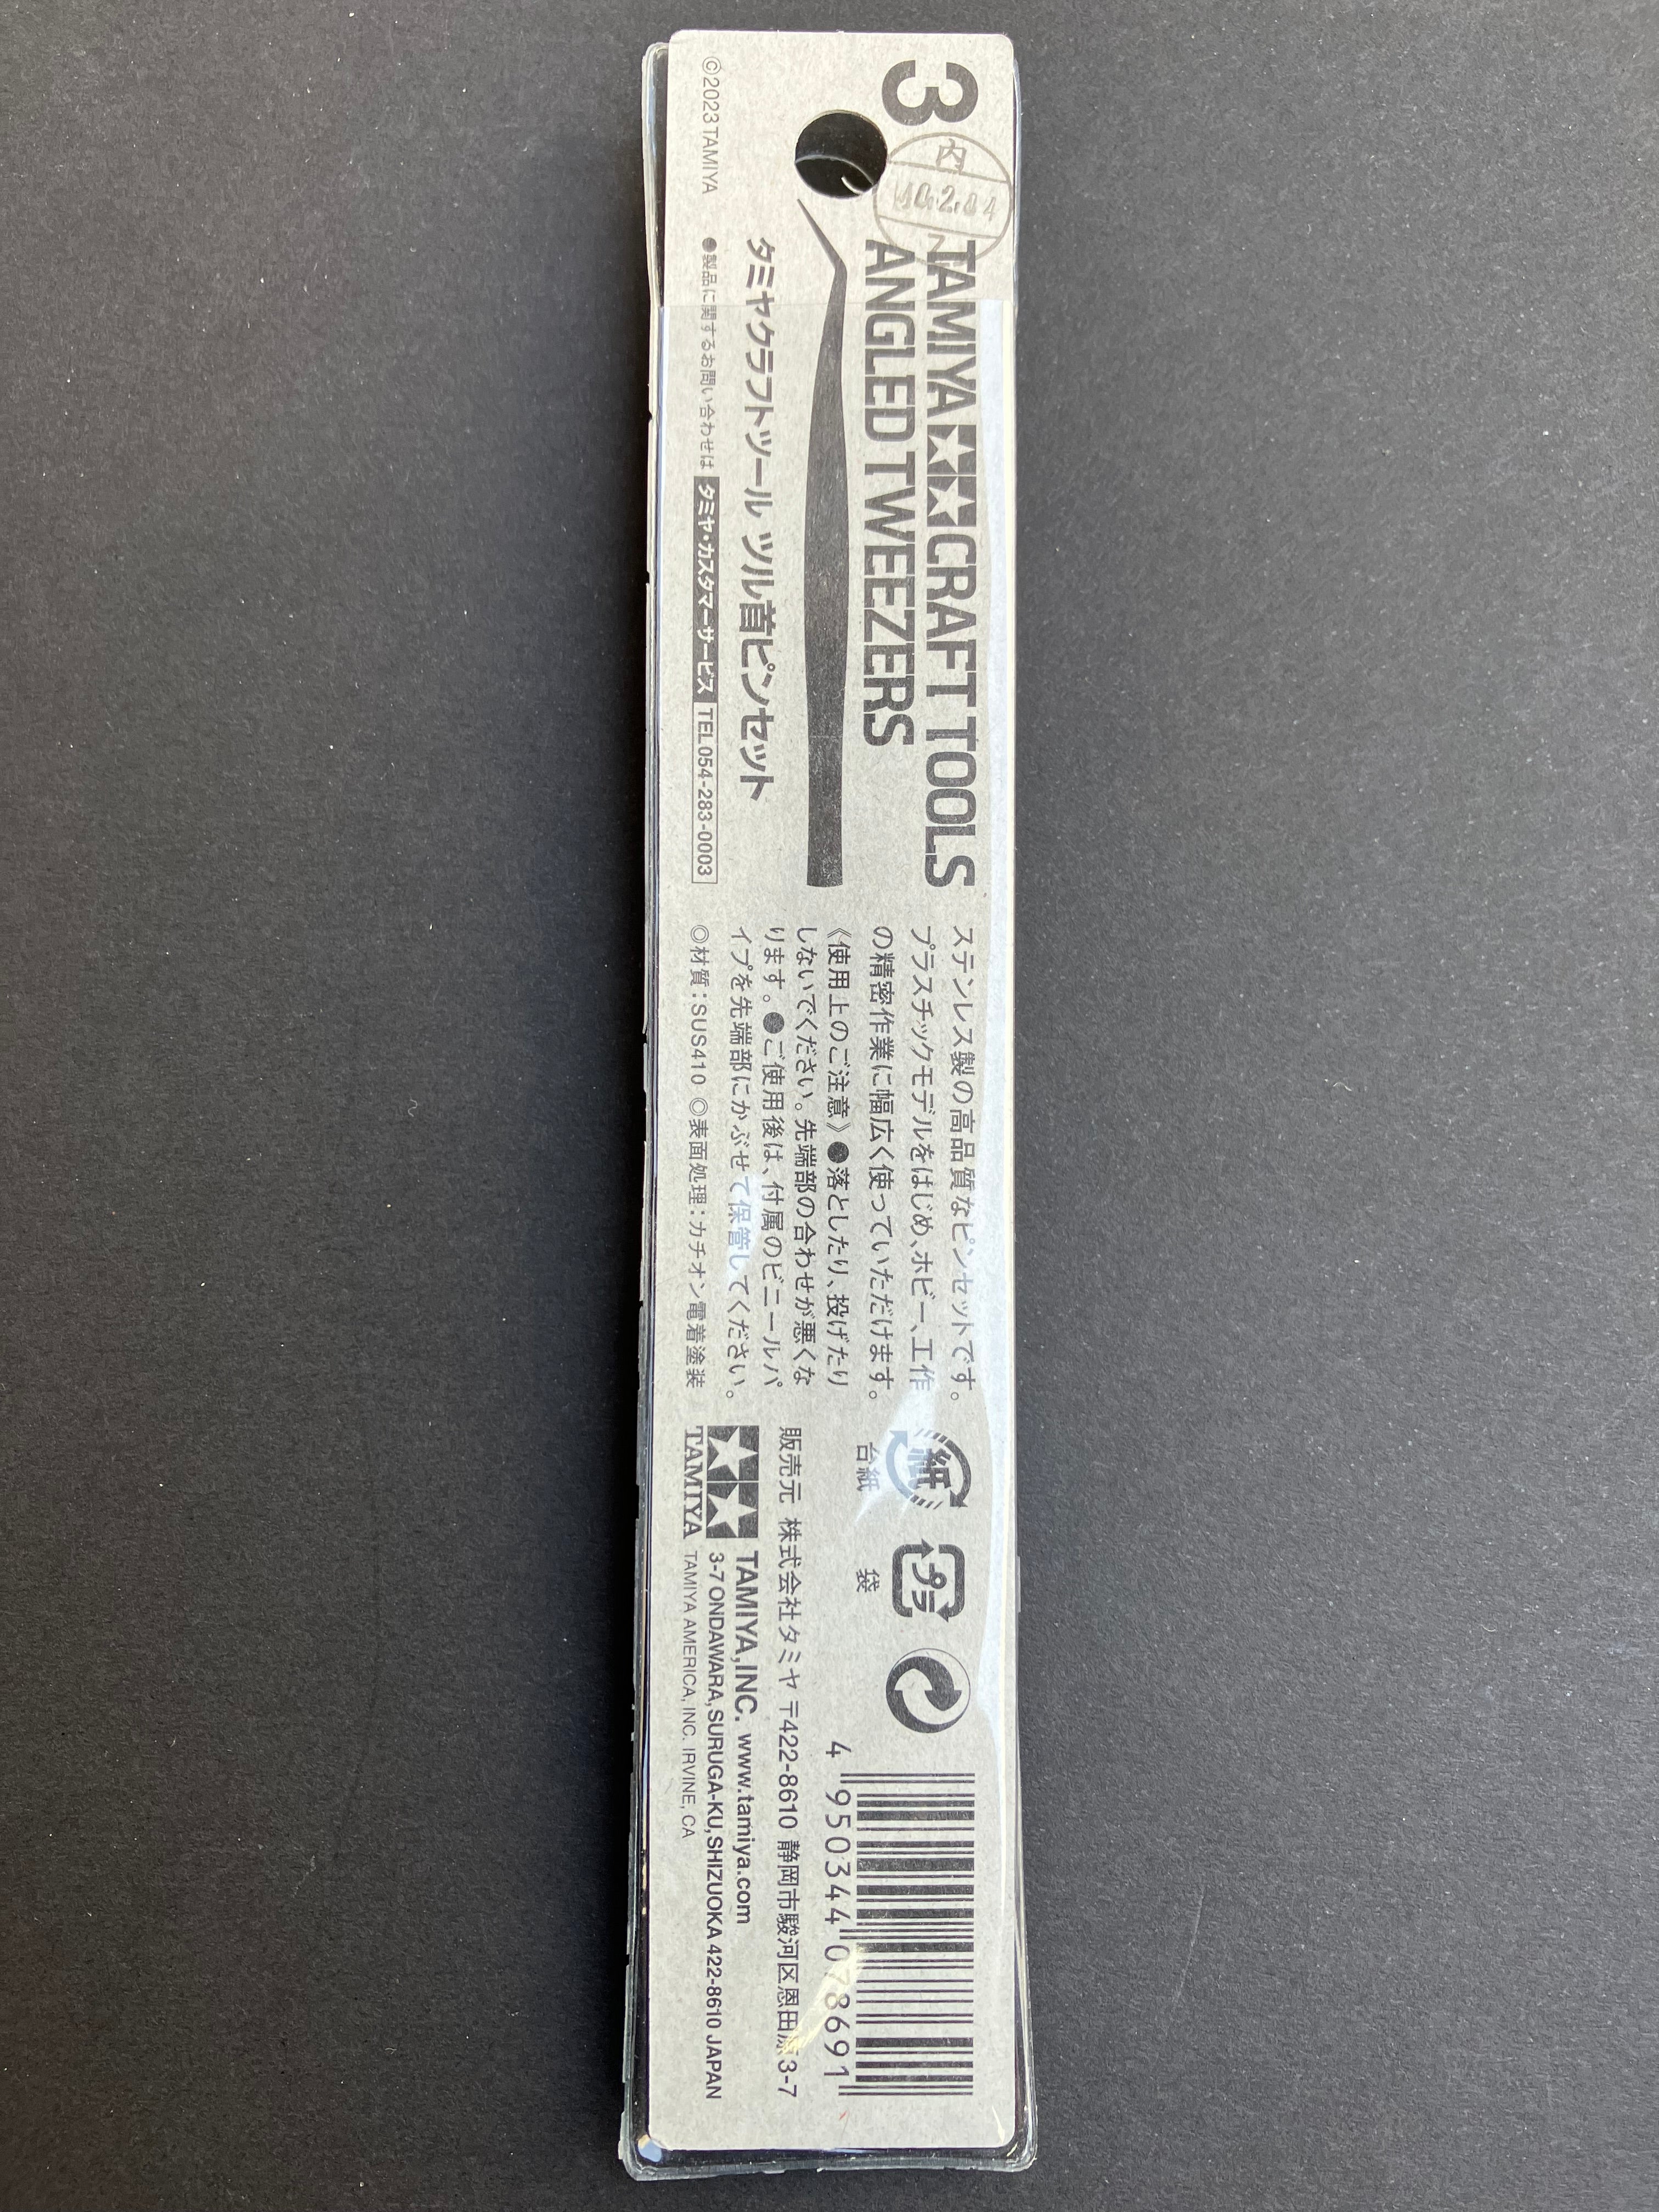 3
TAMIYA CRAFT TOOLS
ANGLED TWEEZERS
タミヤクラフトツール ツル首ピンセット
●製品に関するお問い合わせは タミヤ・カスタマーサービス TEL 054-283-0003
©2023 TAMIYA
内
ステンレス製の高品質なピンセットです。
プラスチックモデルをはじめ、ホビー、工作
の精密作業に幅広く使っていただけます。
《使用上のご注意》●落としたり、投げたり
しないでください。先端部の合わせが悪くな
ります。●ご使用後は、付属のビニールパ
イプを先端部にかぶせて保管してください。
◎材質：SUS410 ◎表面処理：カチオン電着塗装
紙
台紙
プラ
袋
4 950344 078691
販売元 株式会社タミヤ 〒422-8610 静岡市駿河区恩田原3-7
TAMIYA
TAMIYA,INC. www.tamiya.com
3-7 ONDAWARA, SURUGA-KU, SHIZUOKA 422-8610 JAPAN
TAMIYA AMERICA, INC. IRVINE, CA